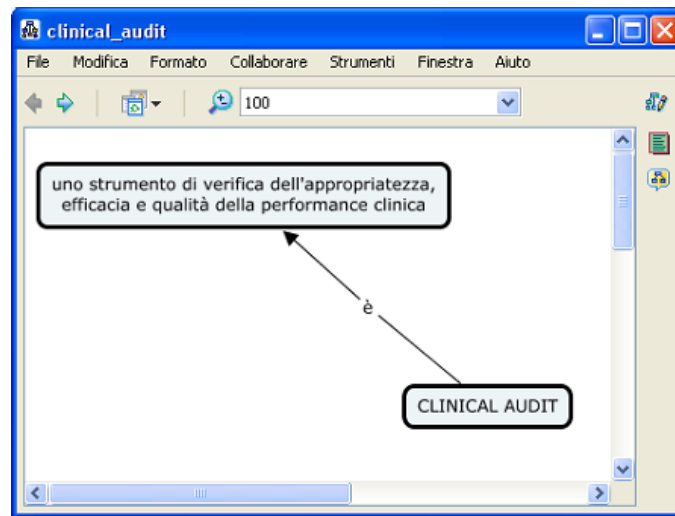 clinical_audit
File Modifica Formato Collaborare Strumenti Finestra Aiuto
100
uno strumento di verifica dell'appropriatezza,
efficacia e qualità della performance clinica
è
CLINICAL AUDIT